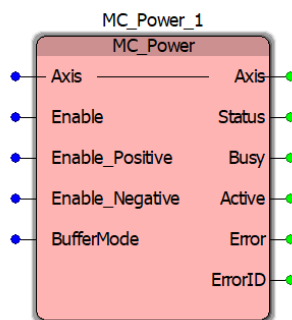 MC_Power_1
MC_Power
Axis Axis
Enable Status
Enable_Positive Busy
Enable_Negative Active
BufferMode Error
ErrorID